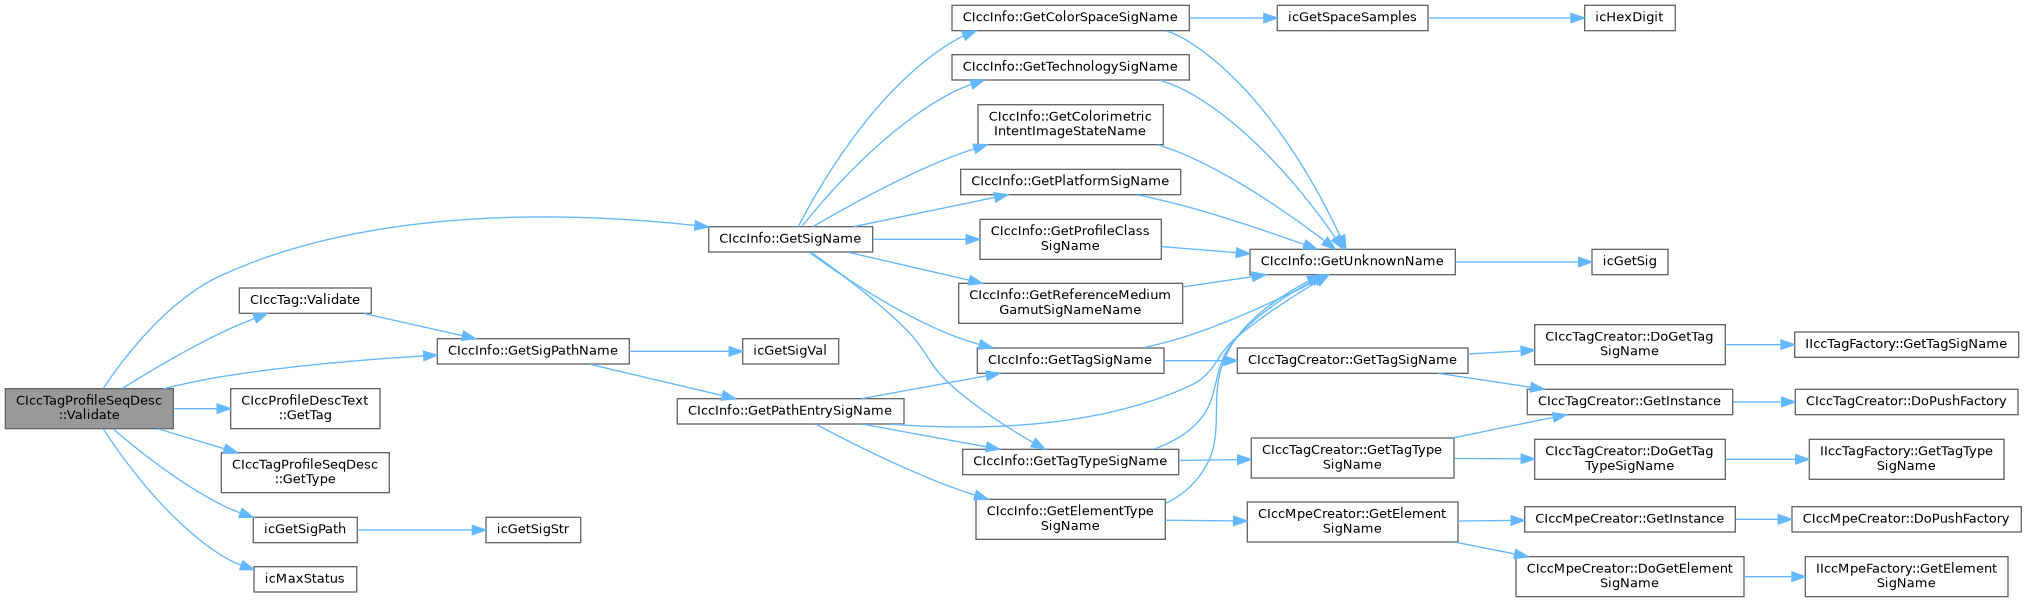 CIccTagProfileSeqDesc
::Validate
CIccInfo::GetSigName
CIccInfo::GetColorSpaceSigName
icGetSpaceSamples
icHexDigit
CIccInfo::GetTechnologySigName
CIccInfo::GetColorimetric
IntentImageStateName
CIccInfo::GetPlatformSigName
CIccInfo::GetProfileClass
SigName
CIccInfo::GetUnknownName
icGetSig
CIccInfo::GetReferenceMedium
GamutSigNameName
CIccTag::Validate
CIccInfo::GetSigPathName
icGetSigVal
CIccInfo::GetTagSigName
CIccTagCreator::GetTagSigName
CIccTagCreator::DoGetTag
SigName
IIccTagFactory::GetTagSigName
CIccTagCreator::GetInstance
CIccTagCreator::DoPushFactory
CIccProfileDescText
::GetTag
CIccInfo::GetPathEntrySigName
CIccInfo::GetTagTypeSigName
CIccTagCreator::GetTagType
SigName
CIccTagCreator::DoGetTag
TypeSigName
IIccTagFactory::GetTagType
SigName
CIccTagProfileSeqDesc
::GetType
CIccInfo::GetElementType
SigName
CIccMpeCreator::GetElement
SigName
CIccMpeCreator::GetInstance
CIccMpeCreator::DoPushFactory
icGetSigPath
icGetSigStr
CIccMpeCreator::DoGetElement
SigName
IIccMpeFactory::GetElement
SigName
icMaxStatus